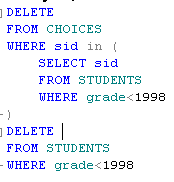 DELETE
FROM CHOICES
WHERE sid in (
SELECT sid
FROM STUDENTS
WHERE grade<1998
)
DELETE
FROM STUDENTS
WHERE grade<1998